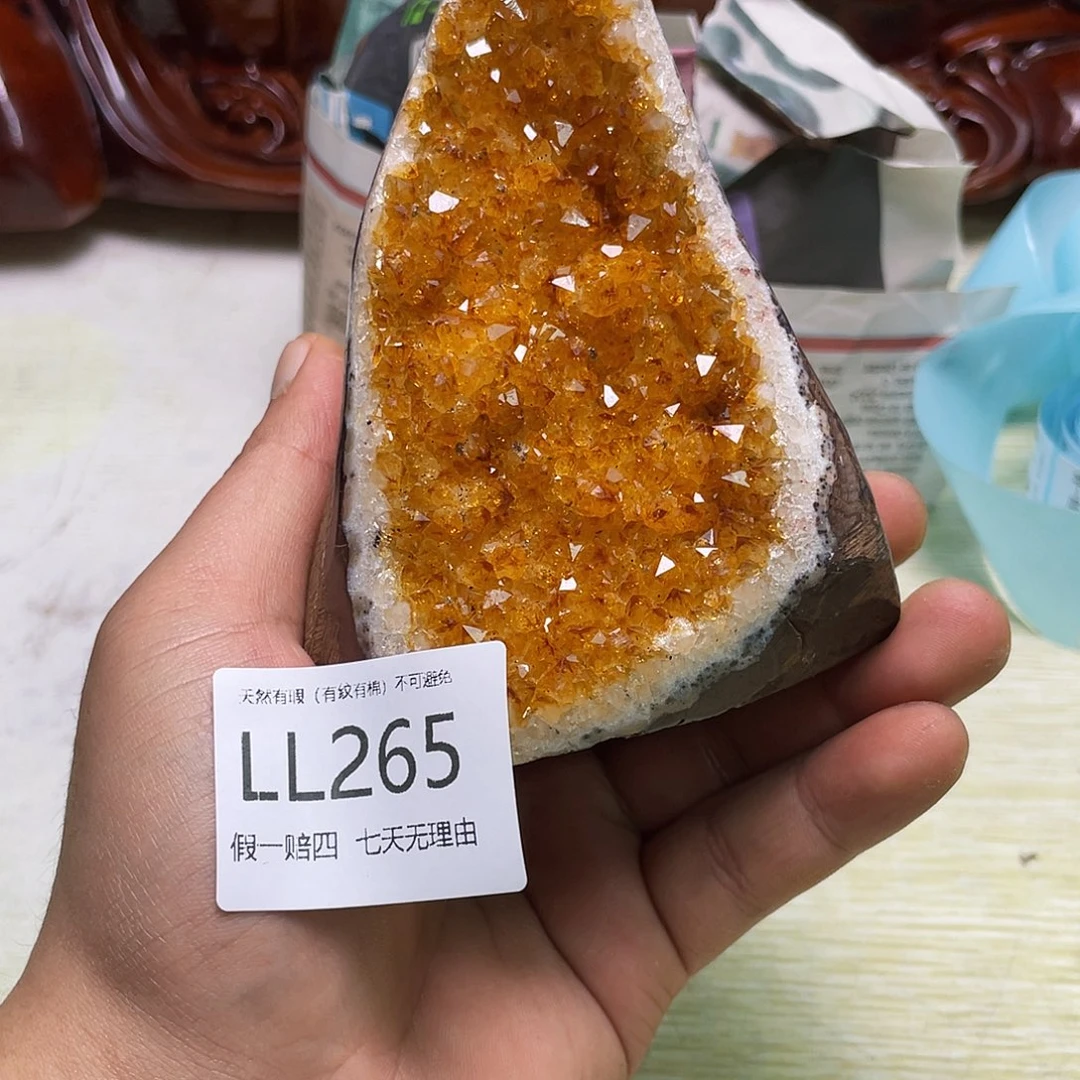 天然有瑕（有纹有棉）不可避免
LL265
假一赔四 七天无理由